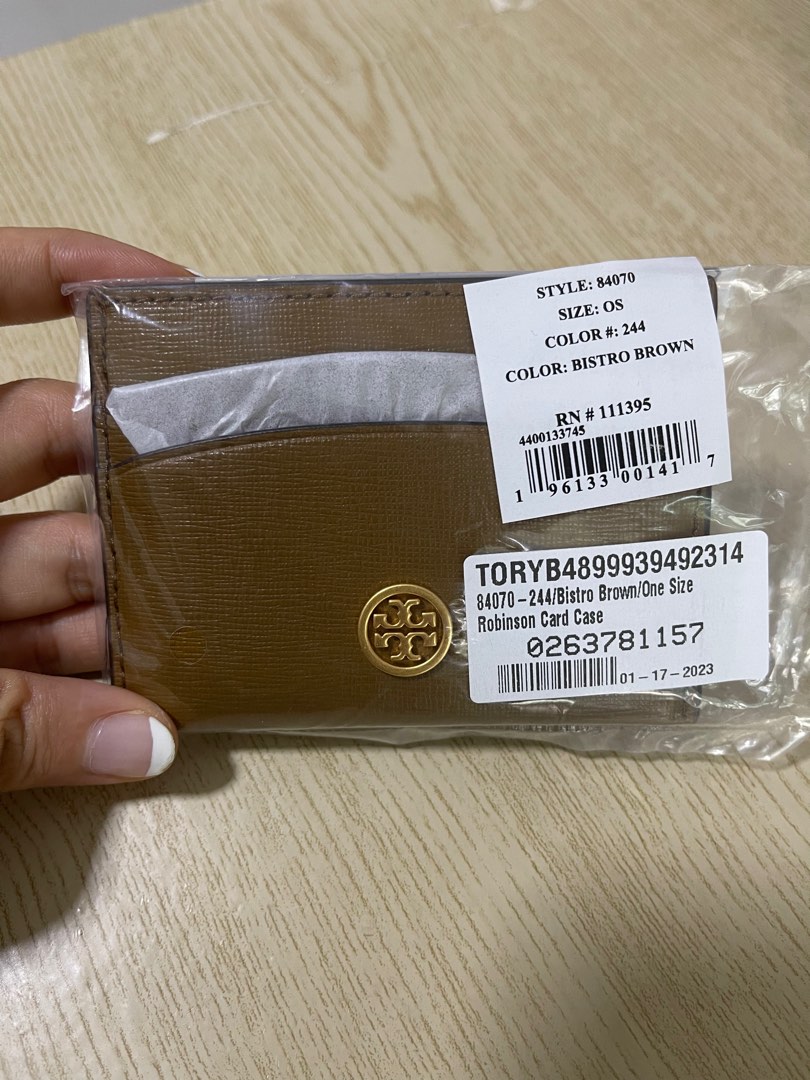 STYLE: 84070
SIZE: OS
COLOR #: 244
COLOR: BISTRO BROWN
RN # 111395
4400133745
1 96133 00141 7
TORYB4899939492314
84070-244/Bistro Brown/One Size
Robinson Card Case
0263781157
01-17-2023